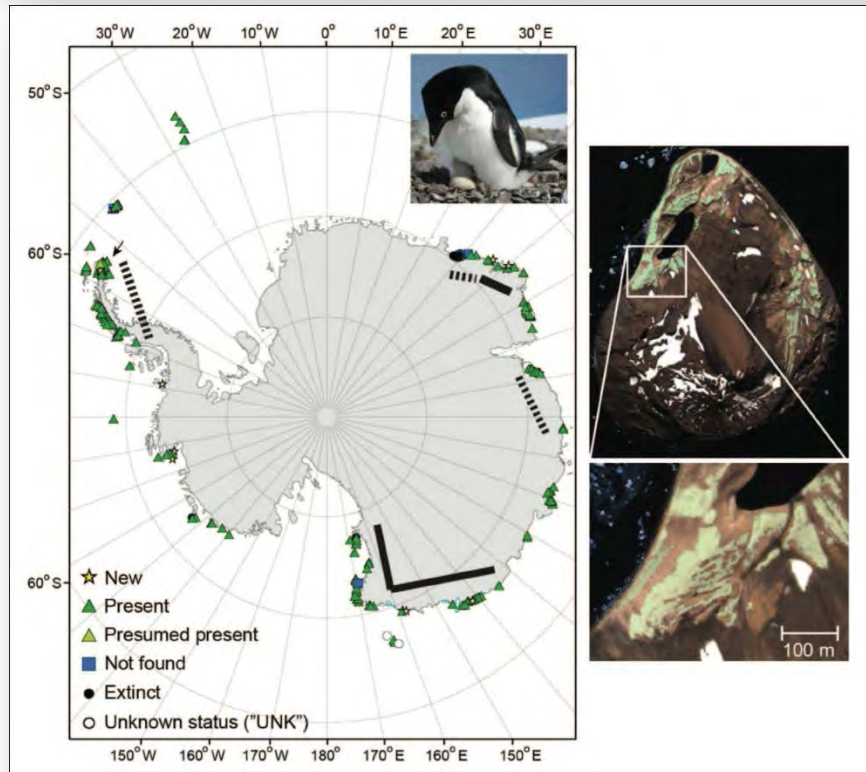 30°W 20°W 10°W 0° 10°E 20°E 30°E
50°S
60°S
60°S
New
Present
Presumed present
Not found
Extinct
Unknown status ("UNK")
100 m
150°W 160°W 170°W 180° 170°E 160°E 150°E